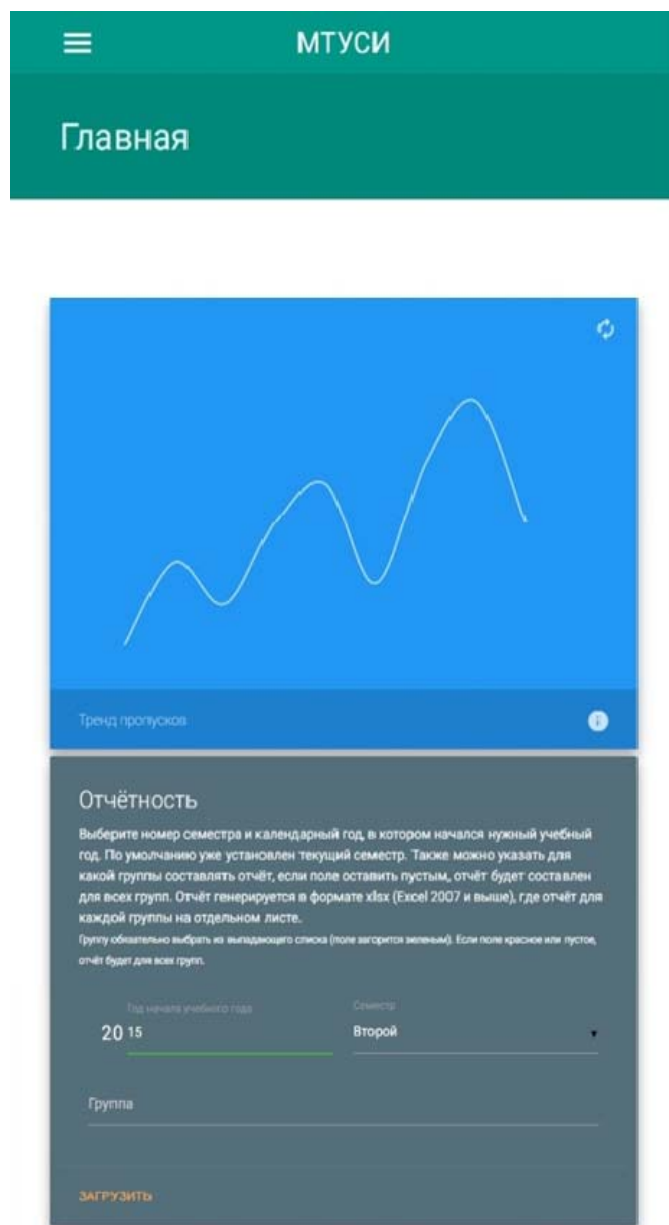 МТУСИ
Главная
Тренд пропусков
Отчётность
Выберите номер семестра и календарный год, в котором начался нужный учебный
год. По умолчанию уже установлен текущий семестр. Также можно указать для
какой группы составлять отчёт, если поле оставить пустым, отчёт будет составлен
для всех групп. Отчёт генерируется в формате xlsx (Excel 2007 и выше), где отчёт для
каждой группы на отдельном листе.
Группу обязательно выбрать из выпадающего списка (поле загорится зеленым). Если поле красное или пустое,
отчёт будет для всех групп.
Год начала учебного года Семестр
20 15 Второй
Группа
ЗАГРУЗИТЬ